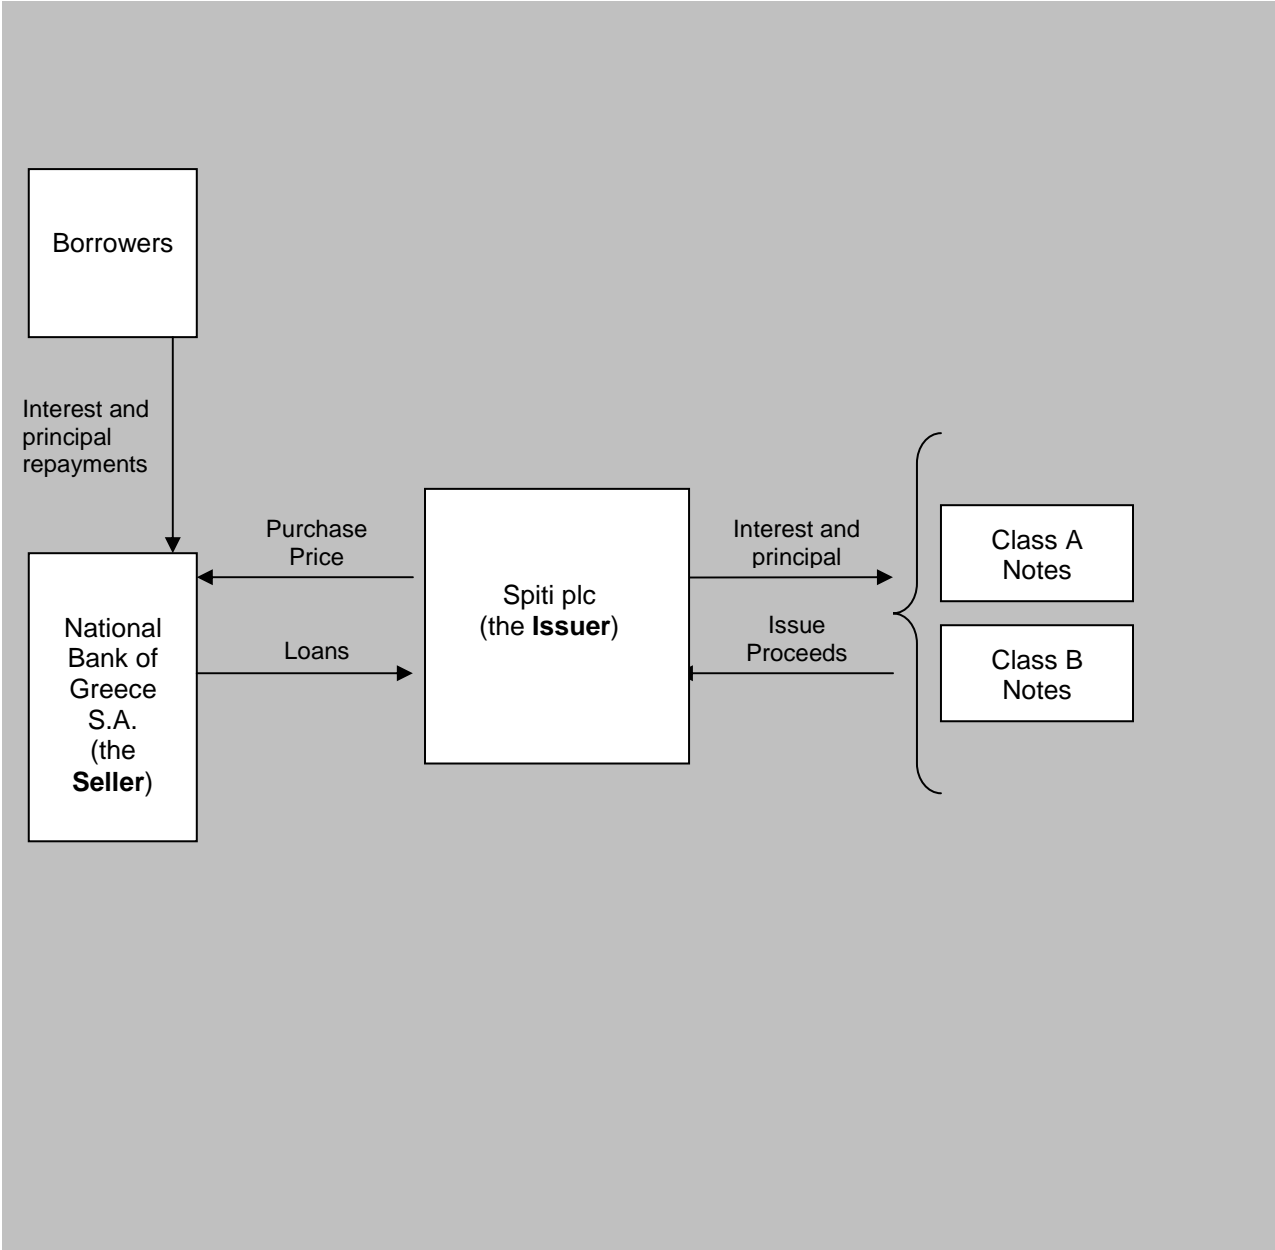 Borrowers
Interest and
principal
repayments
Purchase
Price
Loans
National
Bank of
Greece
S.A.
(the
Seller)
Spiti plc
(the Issuer)
Interest and
principal
Issue
Proceeds
Class A
Notes
Class B
Notes